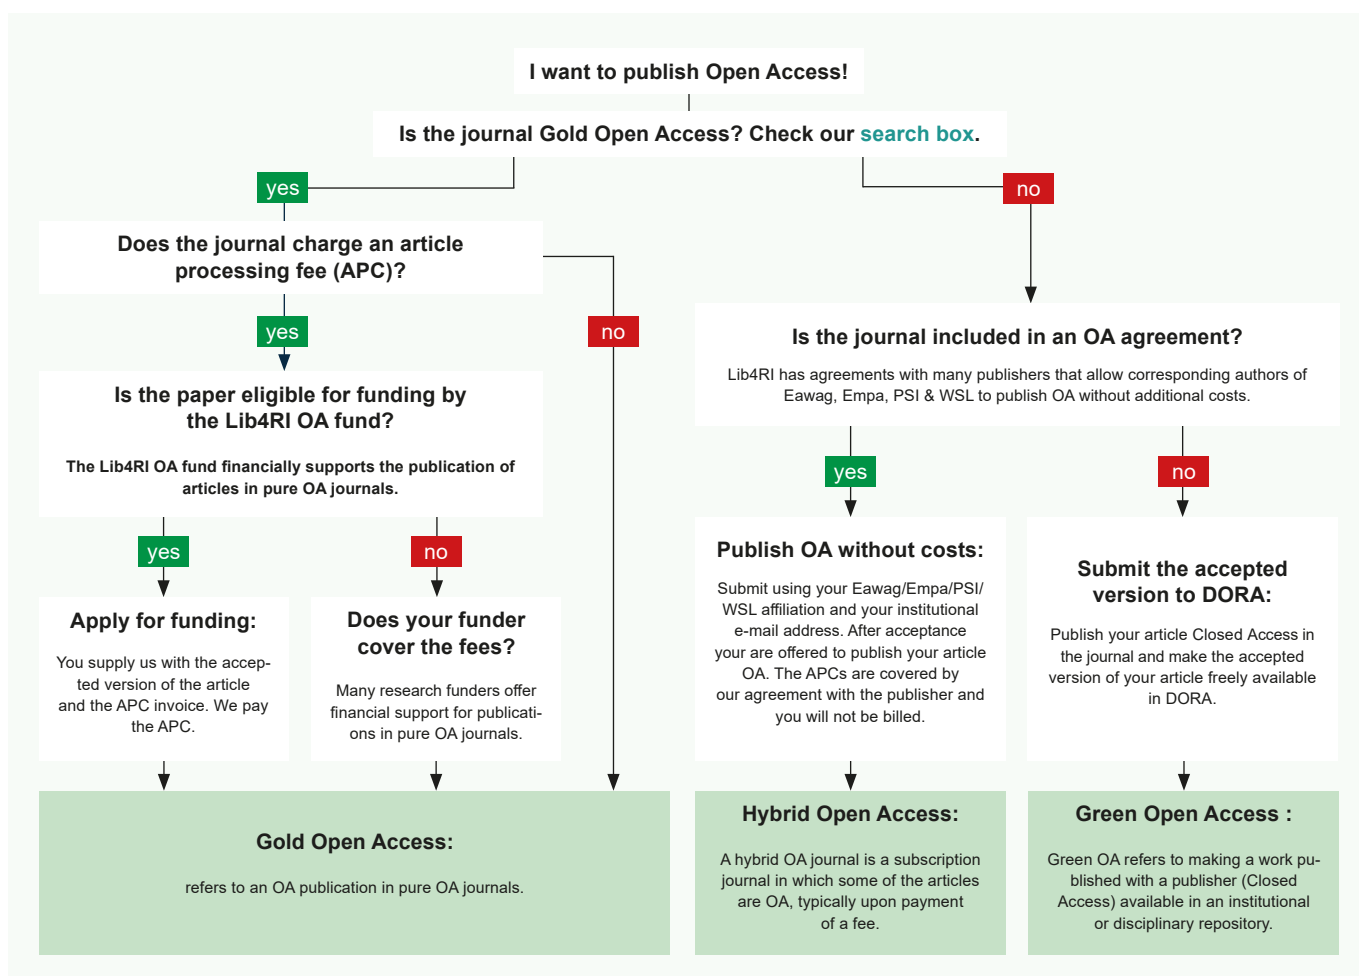 I want to publish Open Access!
Is the journal Gold Open Access? Check our search box.
yes
no
Does the journal charge an article
processing fee (APC)?
yes
no
Is the paper eligible for funding by
the Lib4RI OA fund?
The Lib4RI OA fund financially supports the publication of
articles in pure OA journals.
Is the journal included in an OA agreement?
Lib4RI has agreements with many publishers that allow corresponding authors of
Eawag, Empa, PSI & WSL to publish OA without additional costs.
yes
no
yes
no
Apply for funding:
You supply us with the accep-
ted version of the article
and the APC invoice. We pay
the APC.
Does your funder
cover the fees?
Many research funders offer
financial support for publicati-
ons in pure OA journals.
Publish OA without costs:
Submit using your Eawag/Empa/PSI/
WSL affiliation and your institutional
e-mail address. After acceptance
your are offered to publish your article
OA. The APCs are covered by
our agreement with the publisher and
you will not be billed.
Submit the accepted
version to DORA:
Publish your article Closed Access in
the journal and make the accepted
version of your article freely available
in DORA.
Gold Open Access:
refers to an OA publication in pure OA journals.
Hybrid Open Access:
A hybrid OA journal is a subscription
journal in which some of the articles
are OA, typically upon payment
of a fee.
Green Open Access :
Green OA refers to making a work pu-
blished with a publisher (Closed
Access) available in an institutional
or disciplinary repository.